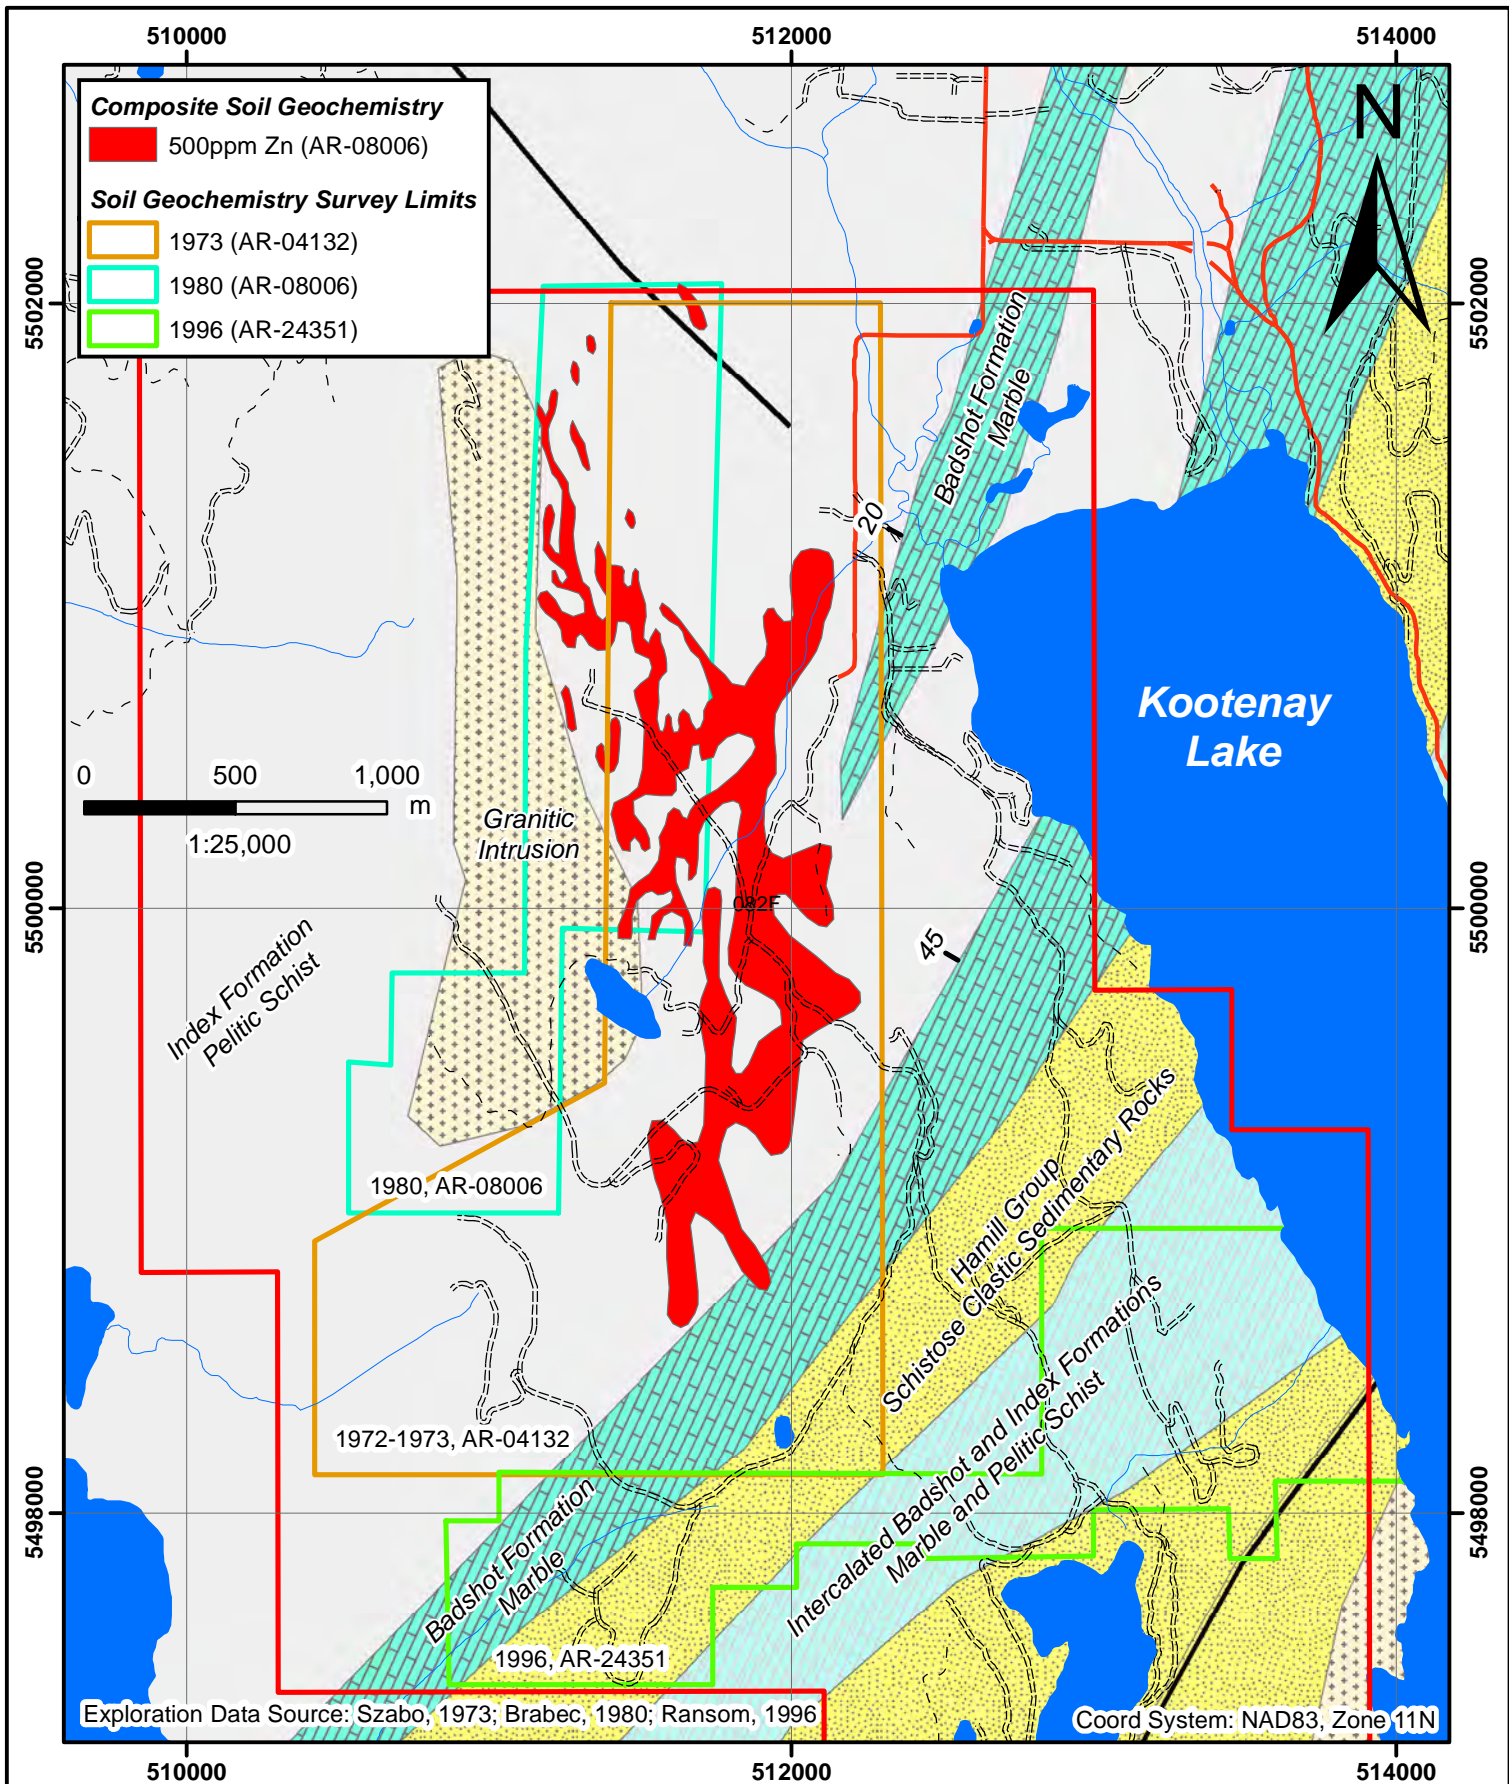 510000
512000
514000
Composite Soil Geochemistry
500ppm Zn (AR-08006)
Soil Geochemistry Survey Limits
1973 (AR-04132)
1980 (AR-08006)
1996 (AR-24351)
N
5502000
5502000
Badshot Formation
Marble
20
Kootenay
Lake
0 500 1,000
m
1:25,000
Granitic
Intrusion
5500000
5500000
082F
45
Index Formation
Pelitic Schist
Hamill Group
Schistose Clastic Sedimentary Rocks
1980, AR-08006
Intercalated Badshot and Index Formations
Marble and Pelitic Schist
1972-1973, AR-04132
5498000
5498000
Badshot Formation
Marble
1996, AR-24351
Exploration Data Source: Szabo, 1973; Brabec, 1980; Ransom, 1996
Coord System: NAD83, Zone 11N
510000
512000
514000